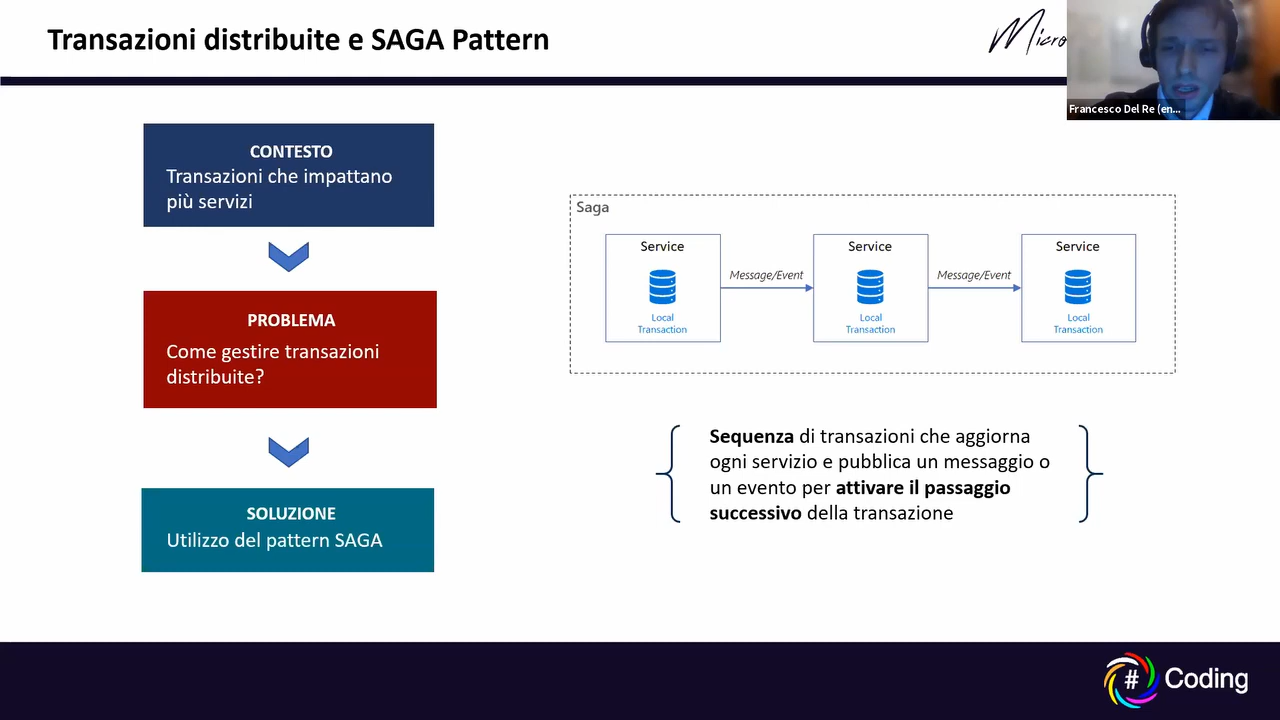 Transazioni distribuite e SAGA Pattern
Micro
Francesco Del Re (en...
CONTESTO
Transazioni che impattano
più servizi
PROBLEMA
Come gestire transazioni
distribuite?
SOLUZIONE
Utilizzo del pattern SAGA
Saga
Service
Local
Transaction
Message/Event
Service
Local
Transaction
Message/Event
Service
Local
Transaction
Sequenza di transazioni che aggiorna
ogni servizio e pubblica un messaggio o
un evento per attivare il passaggio
successivo della transazione
# Coding